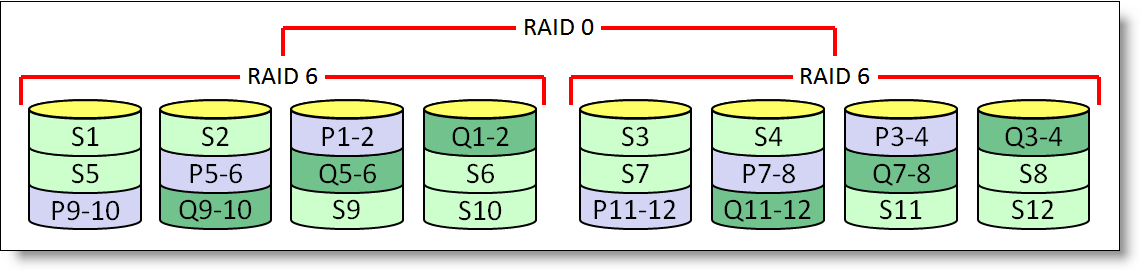 RAID 0
RAID 6 RAID 6
S1 S2 P1-2 Q1-2 S3 S4 P3-4 Q3-4
S5 P5-6 Q5-6 S6 S7 P7-8 Q7-8 S8
P9-10 Q9-10 S9 S10 P11-12 Q11-12 S11 S12